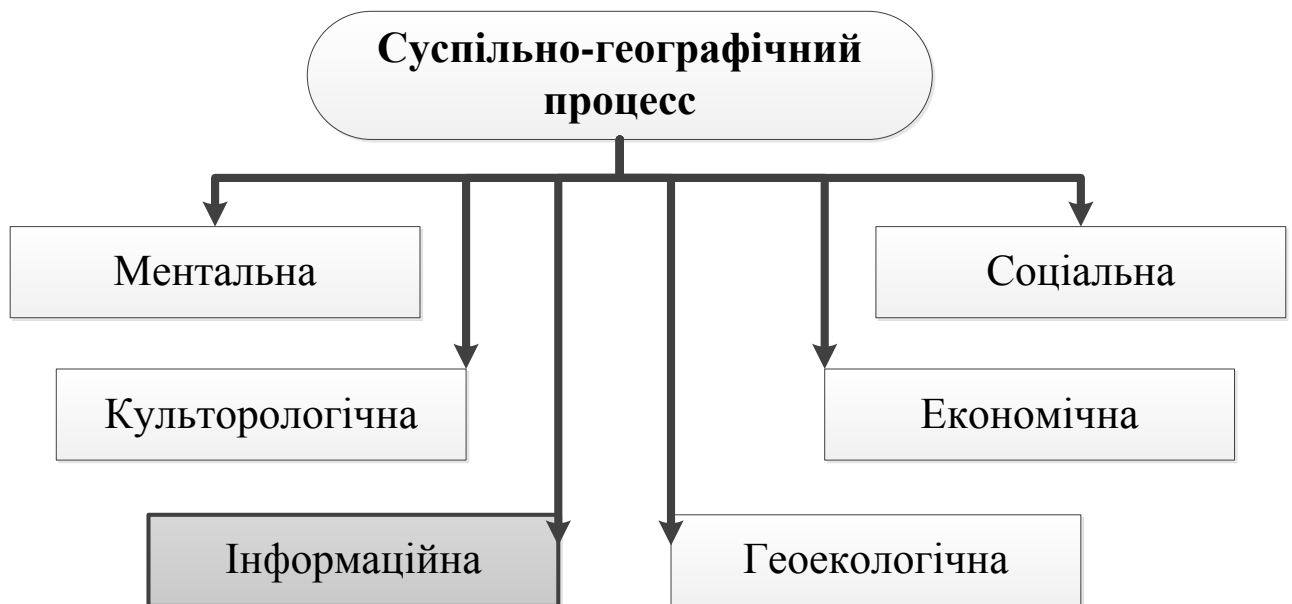 Суспільно-географічний
процесс
Ментальна
Соціальна
Культорологічна
Економічна
Інформаційна
Геоекологічна